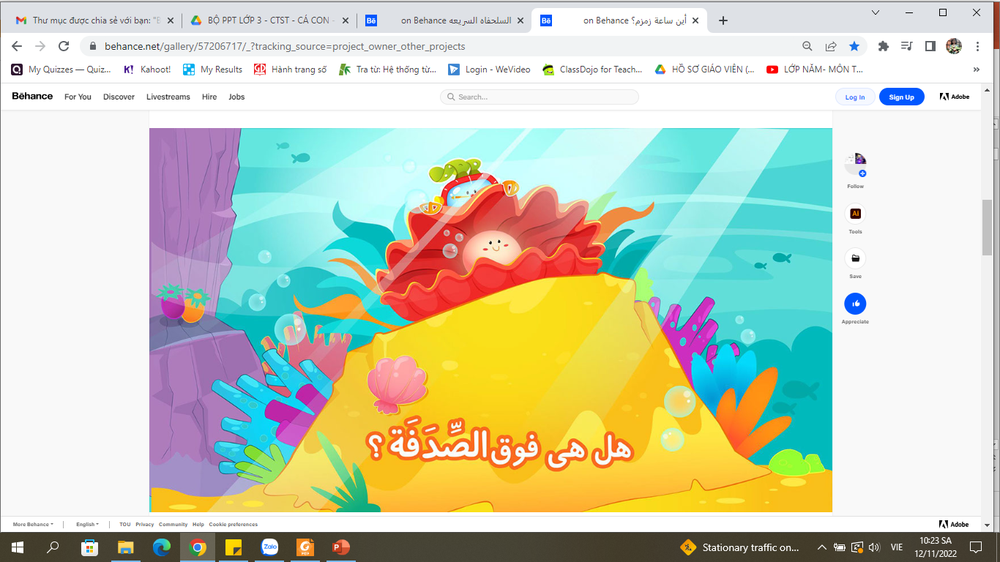 Thư mục được chia sẻ với bạn: "B
BỘ PPT LỚP 3 - CTST - CÁ CON -
السلحفاه السريعه on Behance
أين ساعة زمزم؟ on Behance
behance.net/gallery/57206717/_?tracking_source=project_owner_other_projects
My Quizzes — Quiz...
Kahoot!
My Results
Hành trang số
Tra từ: Hệ thống từ...
Login - WeVideo
ClassDojo for Teach...
HỒ SƠ GIÁO VIÊN (...
LỚP NĂM- MÔN T...
»
Bēhance
For You
Discover
Livestreams
Hire
Jobs
Search...
Log In
Sign Up
Adobe
Follow
Ai
Tools
Save
Appreciate
هل هى فوق الصِّدَفَة ؟
More Behance
English
TOU
Privacy
Community
Help
Cookie preferences
Adobe
Zalo
PDF
Stationary traffic on...
VIE
10:23 SA
12/11/2022